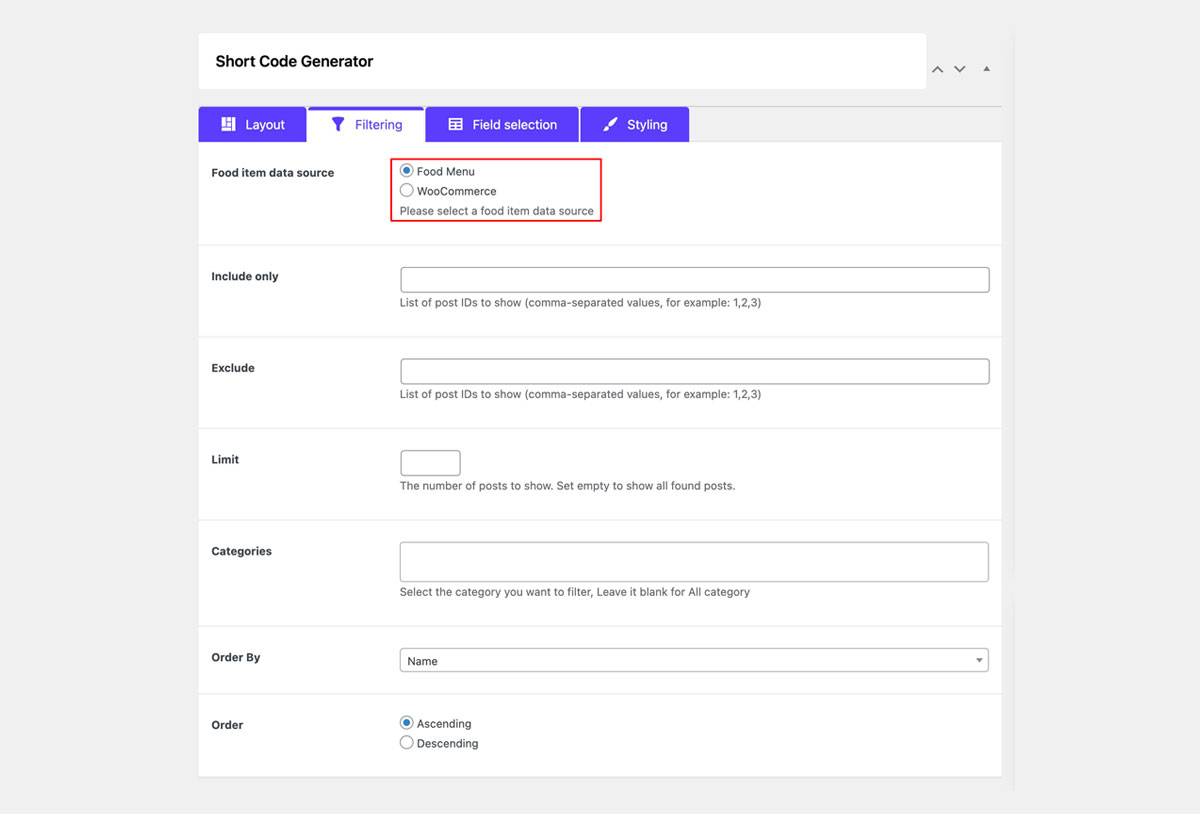 Short Code Generator
Layout
Filtering
Field selection
Styling
Food item data source
Food Menu
WooCommerce
Please select a food item data source
Include only
List of post IDs to show (comma-separated values, for example: 1,2,3)
Exclude
List of post IDs to show (comma-separated values, for example: 1,2,3)
Limit
The number of posts to show. Set empty to show all found posts.
Categories
Select the category you want to filter, Leave it blank for All category
Order By
Name
Order
Ascending
Descending